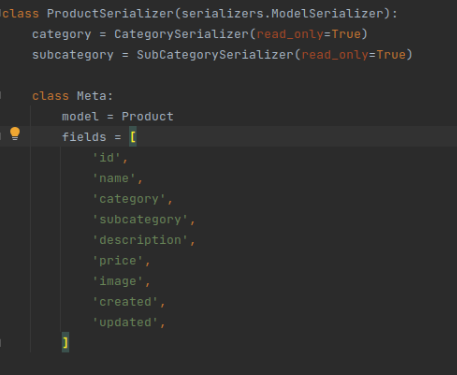 class ProductSerializer(serializers.ModelSerializer):
    category = CategorySerializer(read_only=True)
    subcategory = SubCategorySerializer(read_only=True)

    class Meta:
        model = Product
        fields = [
            'id',
            'name',
            'category',
            'subcategory',
            'description',
            'price',
            'image',
            'created',
            'updated',
        ]